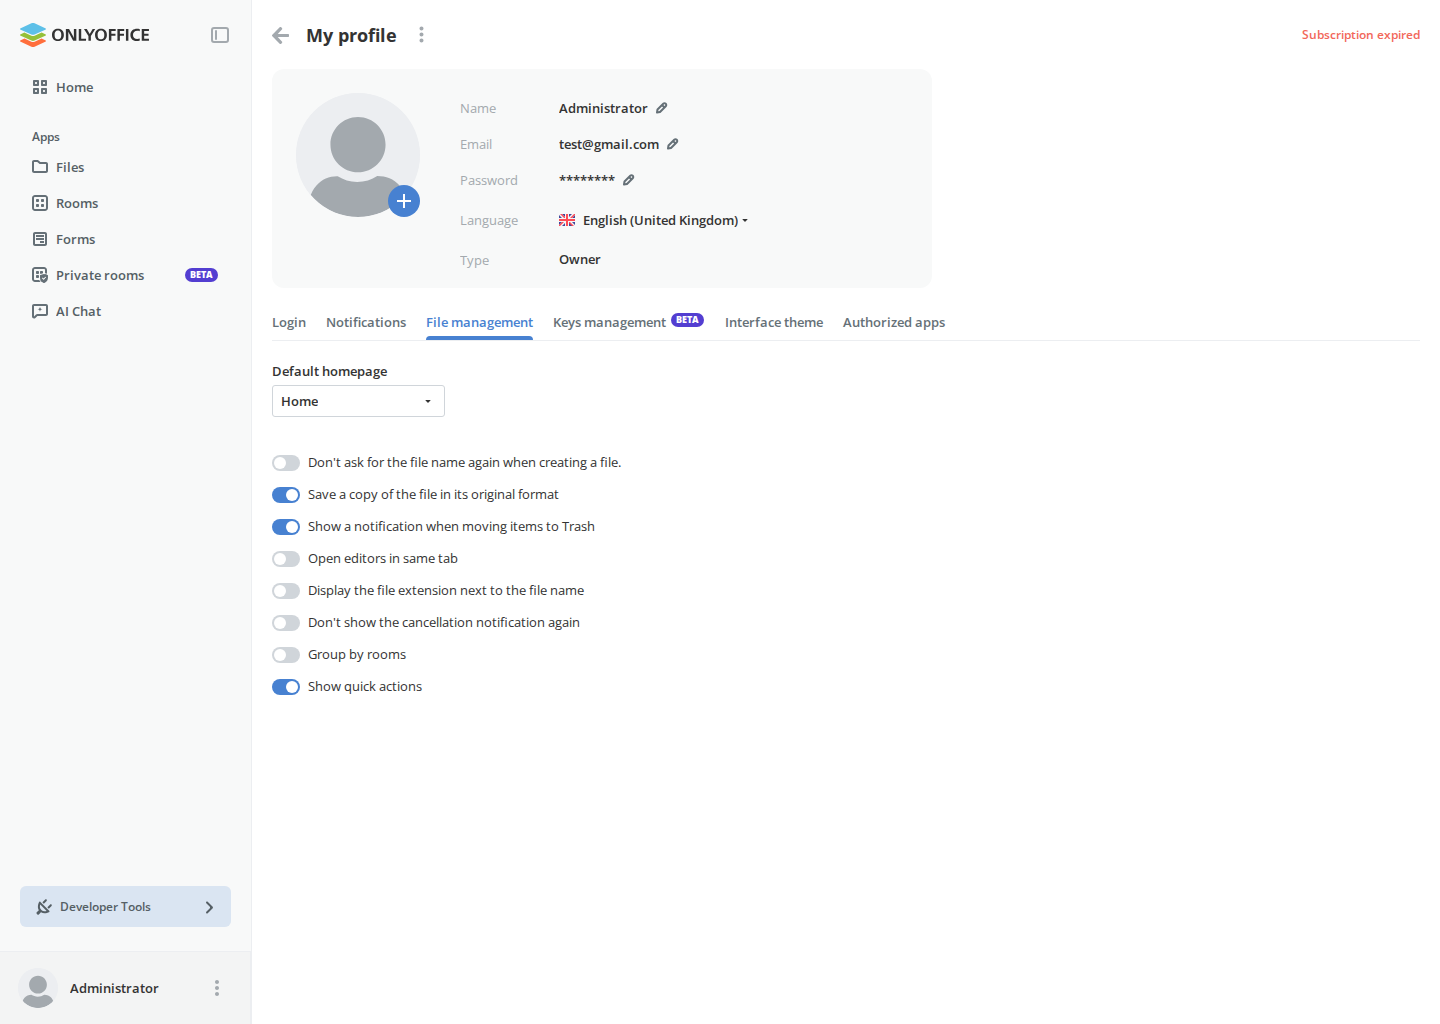 ONLYOFFICE
Home
Apps
Files
Rooms
Forms
Private rooms BETA
AI Chat
Developer Tools
Administrator
My profile
Subscription expired
Name Administrator
Email test@gmail.com
Password ********
Language English (United Kingdom)
Type Owner
Login Notifications File management Keys management BETA Interface theme Authorized apps
Default homepage
Home
Don't ask for the file name again when creating a file.
Save a copy of the file in its original format
Show a notification when moving items to Trash
Open editors in same tab
Display the file extension next to the file name
Don't show the cancellation notification again
Group by rooms
Show quick actions